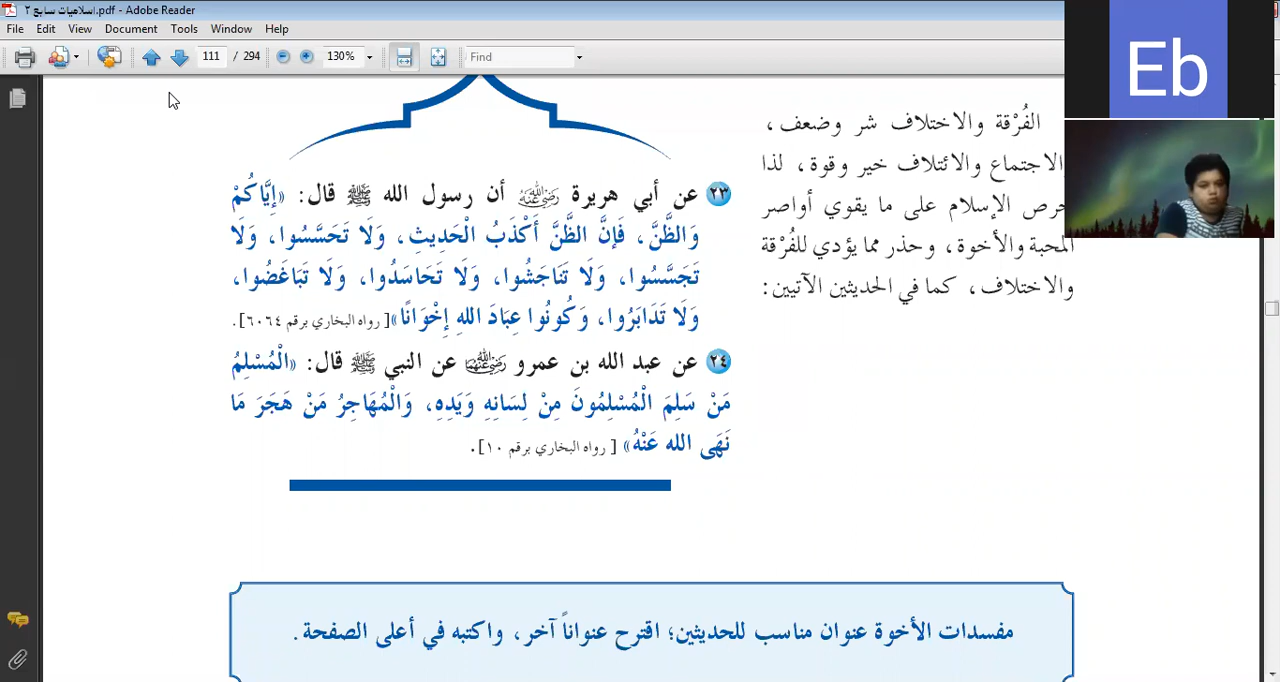 اسلاميات سابع ٢.pdf - Adobe Reader
File Edit View Document Tools Window Help
111 / 294 130% Find
Eb
الفُرْقة والاختلاف شر وضعف،
والاجتماع والائتلاف خير وقوة، لذا
حرص الإسلام على ما يقوي أواصر
المحبة والأخوة، وحذر مما يؤدي للفُرْقة
والاختلاف، كما في الحديثين الآتيين:
٢٣ عن أبي هريرة رضي الله عنه أن رسول الله ﷺ قال: «إِيَّاكُمْ
وَالظَّنَّ، فَإِنَّ الظَّنَّ أَكْذَبُ الْحَدِيثِ، وَلَا تَحَسَّسُوا، وَلَا
تَجَسَّسُوا، وَلَا تَنَاجَشُوا، وَلَا تَحَاسَدُوا، وَلَا تَبَاغَضُوا،
وَلَا تَدَابَرُوا، وَكُونُوا عِبَادَ اللهِ إِخْوَانًا» [رواه البخاري برقم ٦٠٦٤].
٢٤ عن عبد الله بن عمرو رضي الله عنهما عن النبي ﷺ قال: «الْمُسْلِمُ
مَنْ سَلِمَ الْمُسْلِمُونَ مِنْ لِسَانِهِ وَيَدِهِ، وَالْمُهَاجِرُ مَنْ هَجَرَ مَا
نَهَى الله عَنْهُ» [رواه البخاري برقم ١٠].
مفسدات الأخوة عنوان مناسب للحديثين؛ اقترح عنواناً آخر، واكتبه في أعلى الصفحة.